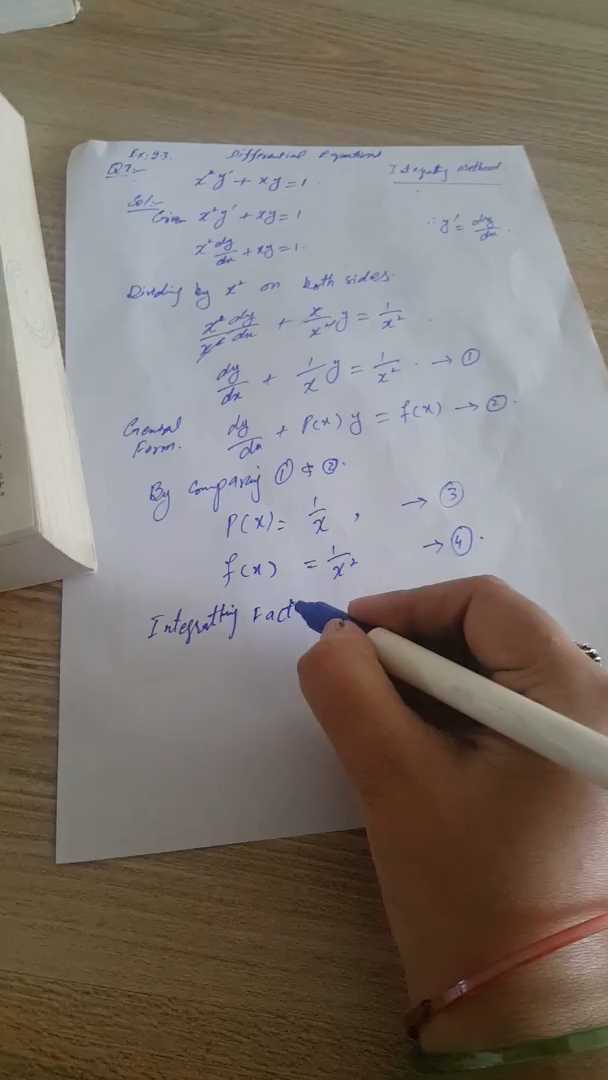 Ex: 2.3. Differential Equations
Q7:- x²y' + xy = 1. Integrating Method
Sol:-
Given x²y' + xy = 1 ∴ y' = dy/dx.
x² dy/dx + xy = 1.
Dividing by x² on both sides.
x²/x² dy/dx + x/x² y = 1/x².
dy/dx + 1/x y = 1/x². → ①
General Form. dy/dx + P(x) y = f(x) → ②.
By comparing ① & ②.
P(x) = 1/x, → ③
f(x) = 1/x² → ④.
Integratting Fact